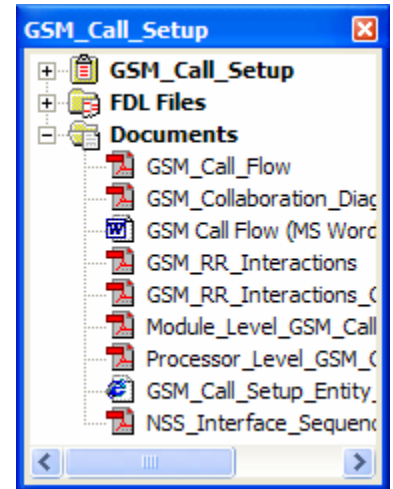 GSM_Call_Setup
GSM_Call_Setup
FDL Files
Documents
GSM_Call_Flow
GSM_Collaboration_Diag
GSM Call Flow (MS Word
GSM_RR_Interactions
GSM_RR_Interactions_
Module_Level_GSM_Call
Processor_Level_GSM_
GSM_Call_Setup_Entity_
NSS_Interface_Sequen